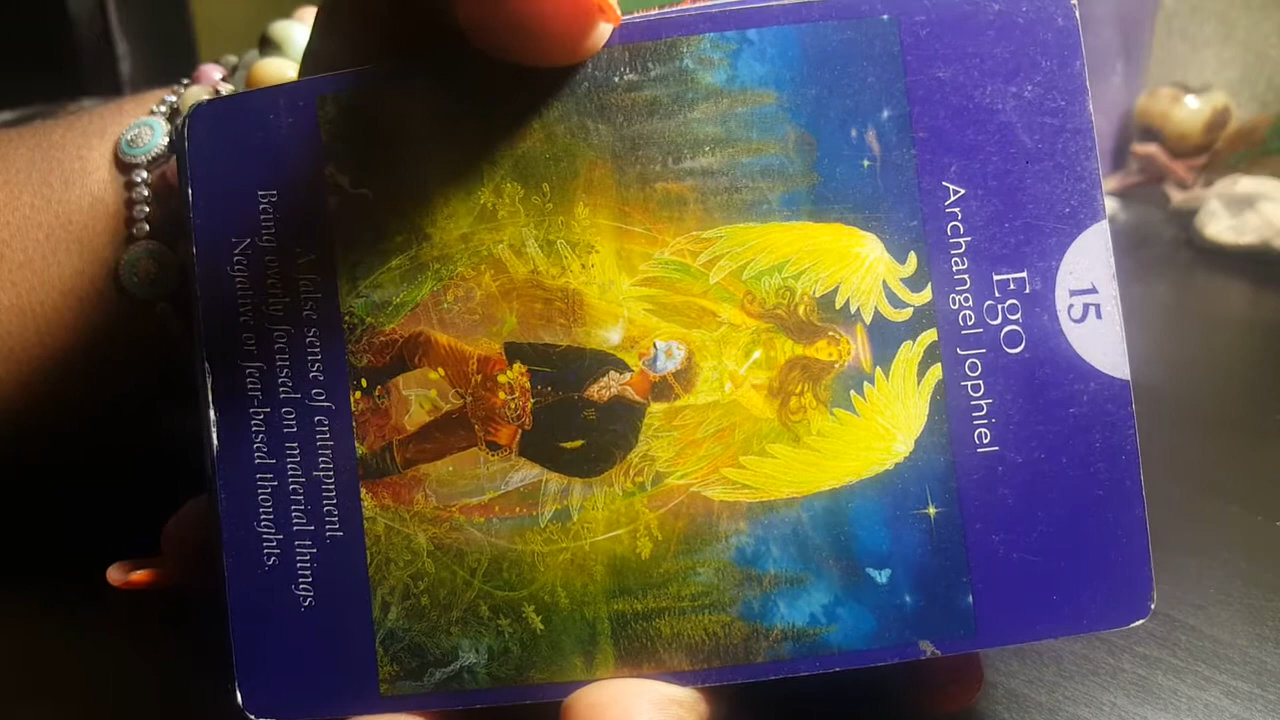 15
Ego
Archangel Jophiel
A false sense of entrapment.
Being overly focused on material things.
Negative or fear-based thoughts.